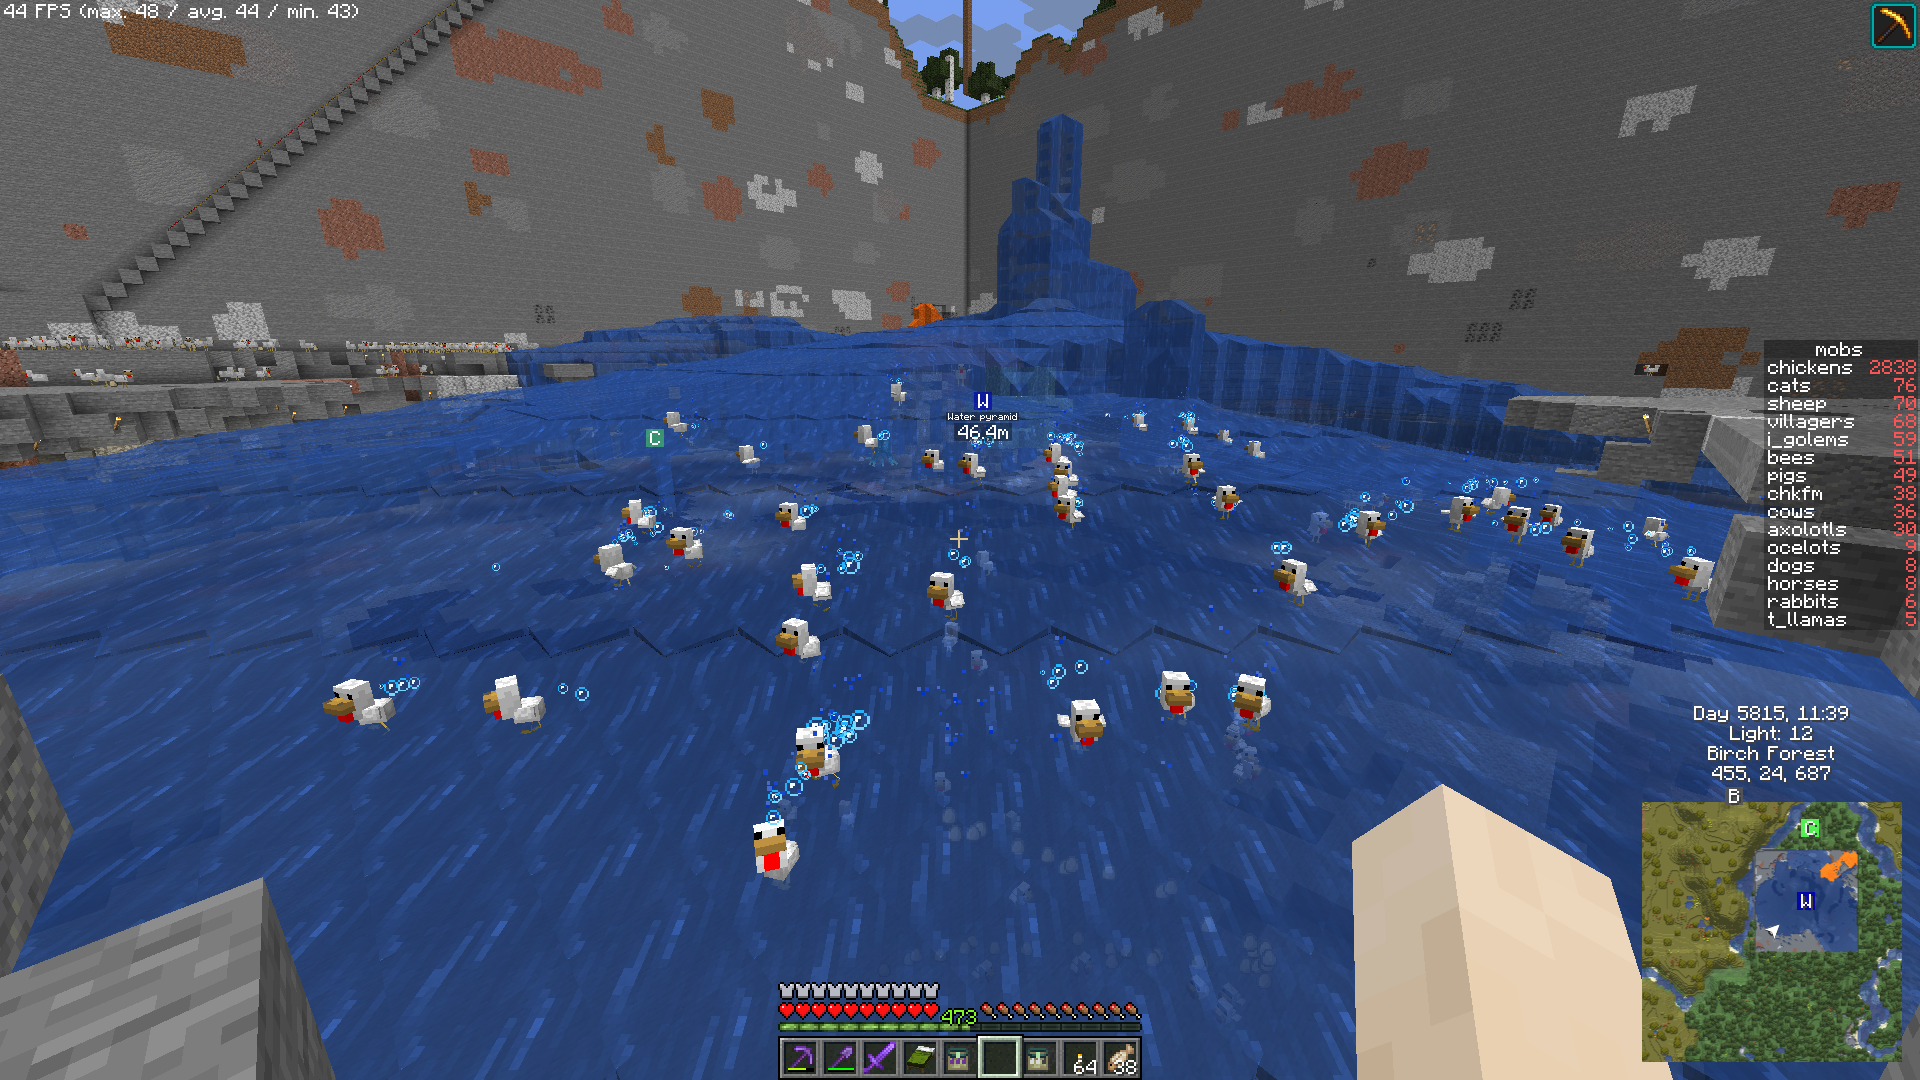 44 FPS (max. 48 / avg. 44 / min. 43)
W
Water pyramid
46.4m
C
mobs
chickens 2838
cats 76
sheep 70
villagers 68
i_golems 59
bees 51
pigs 49
chkfm 38
cows 36
axolotls 30
ocelots 9
dogs 8
horses 8
rabbits 6
t_llamas 5
Day 5815, 11:39
Light: 12
Birch Forest
455, 24, 687
B
C
W
473
64
38